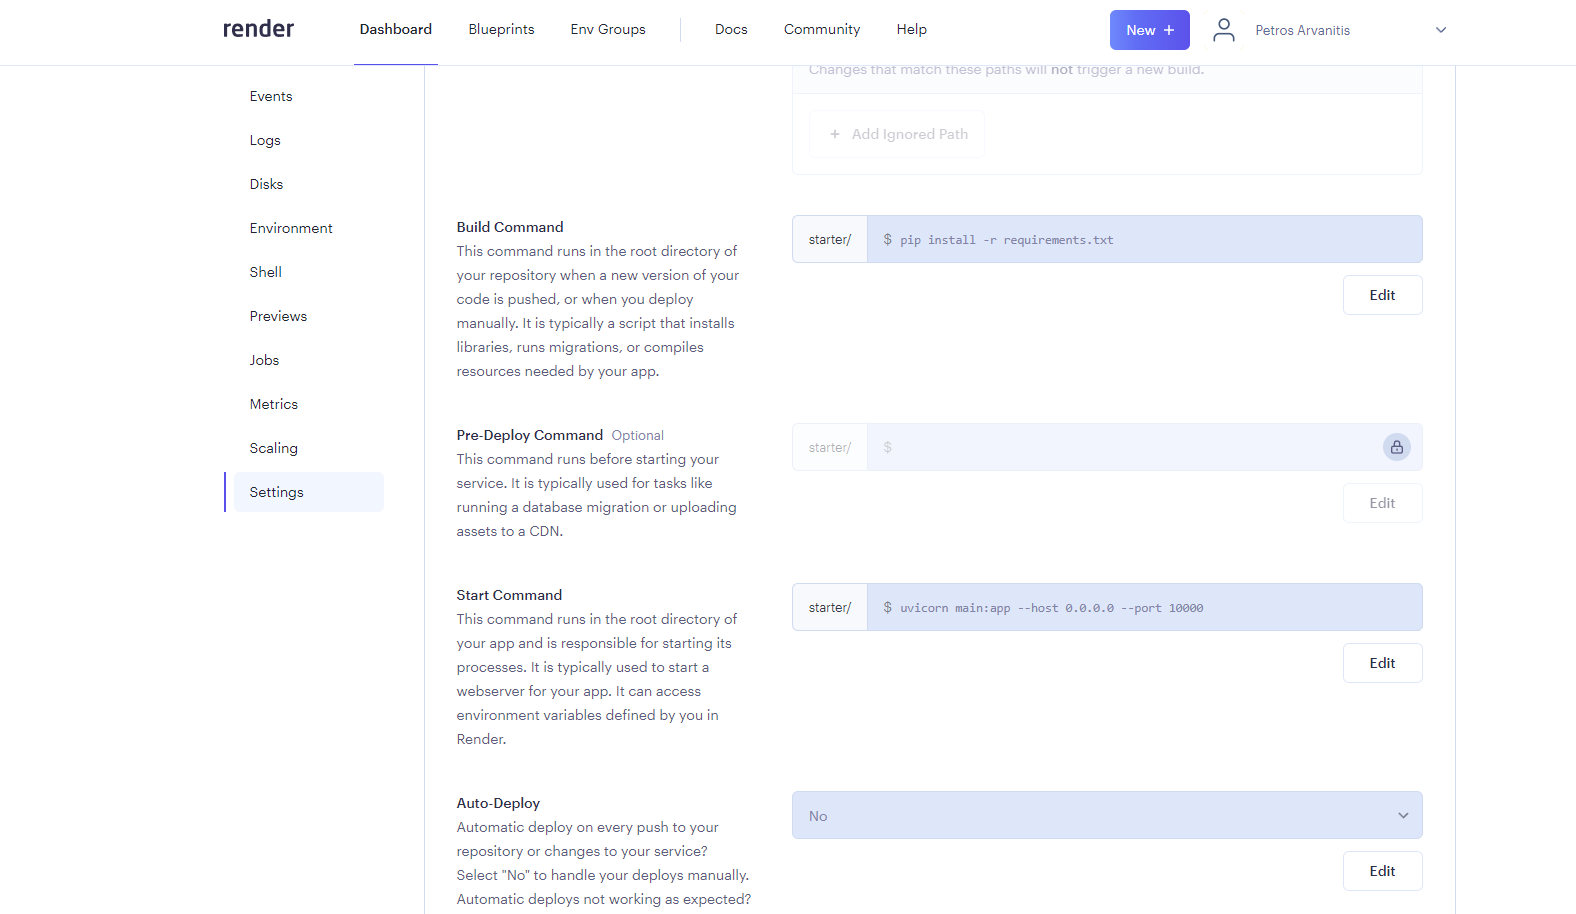 render
Dashboard
Blueprints
Env Groups
Docs
Community
Help
New +
Petros Arvanitis
Events
Logs
Disks
Environment
Shell
Previews
Jobs
Metrics
Scaling
Settings
Changes that match these paths will not trigger a new build.
+ Add Ignored Path
Build Command
This command runs in the root directory of
your repository when a new version of your
code is pushed, or when you deploy
manually. It is typically a script that installs
libraries, runs migrations, or compiles
resources needed by your app.
starter/ $ pip install -r requirements.txt
Edit
Pre-Deploy Command Optional
This command runs before starting your
service. It is typically used for tasks like
running a database migration or uploading
assets to a CDN.
starter/ $
Edit
Start Command
This command runs in the root directory of
your app and is responsible for starting its
processes. It is typically used to start a
webserver for your app. It can access
environment variables defined by you in
Render.
starter/ $ uvicorn main:app --host 0.0.0.0 --port 10000
Edit
Auto-Deploy
Automatic deploy on every push to your
repository or changes to your service?
Select "No" to handle your deploys manually.
Automatic deploys not working as expected?
No
Edit